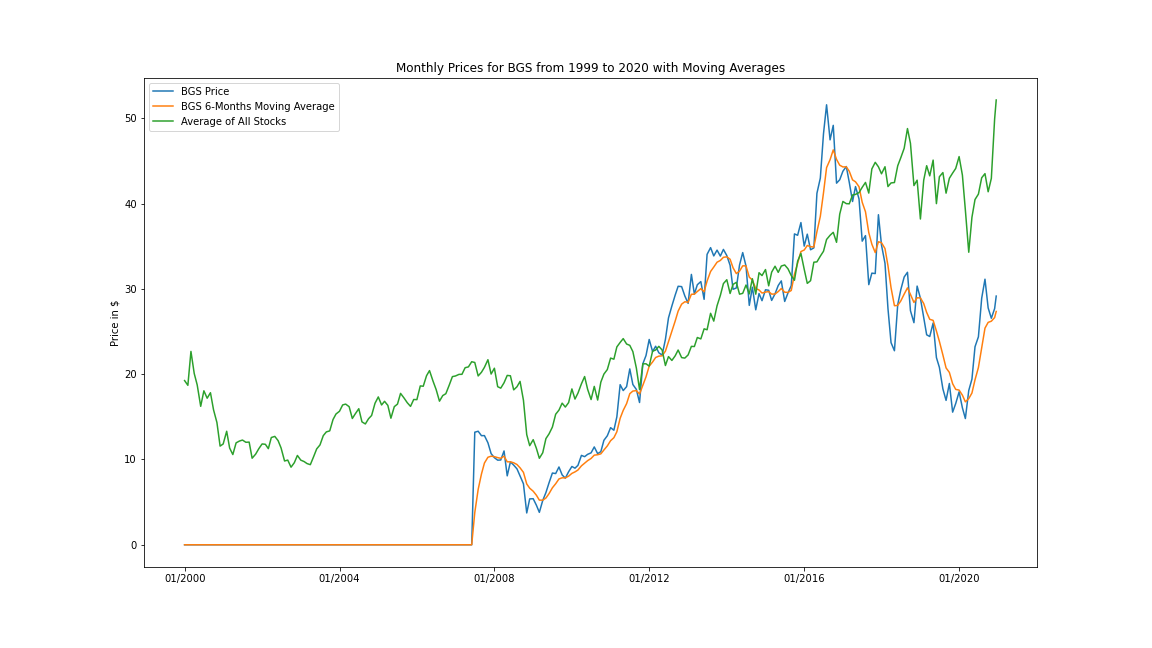 Monthly Prices for BGS from 1999 to 2020 with Moving Averages
BGS Price
BGS 6-Months Moving Average
Average of All Stocks
Price in $
50
40
30
20
10
0
01/2000
01/2004
01/2008
01/2012
01/2016
01/2020